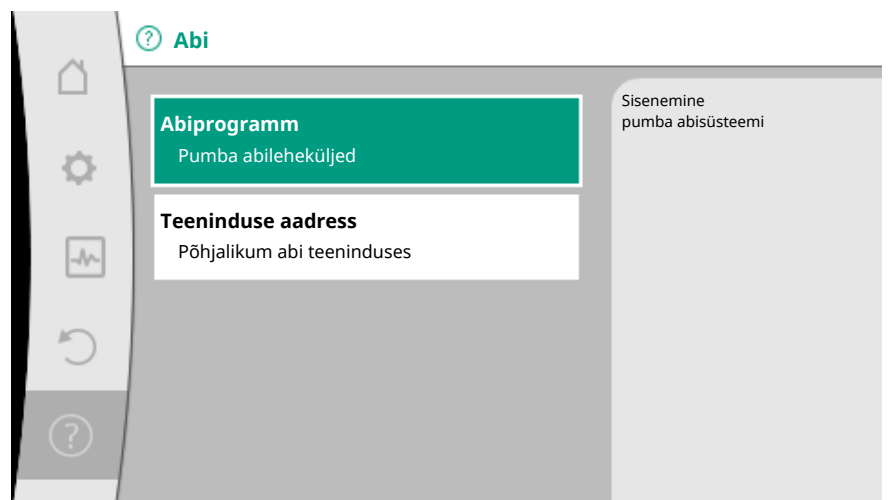 Abi
Abiprogramm
Pumba abileheküljed
Teeninduse aadress
Põhjalikum abi teeninduses
Sisenemine
pumba abisüsteemi